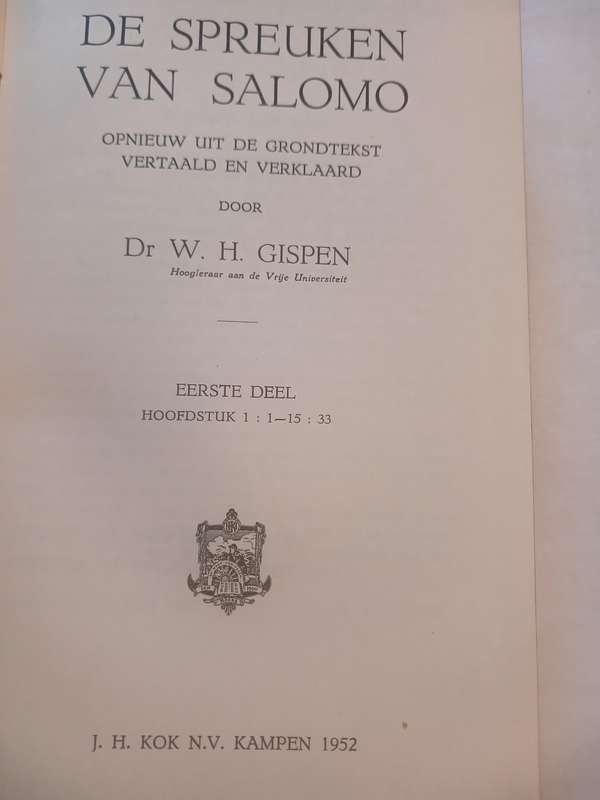 DE SPREUKEN
VAN SALOMO
OPNIEUW UIT DE GRONDTEKST
VERTAALD EN VERKLAARD
DOOR
Dr W. H. GISPEN
Hoogleraar aan de Vrije Universiteit
EERSTE DEEL
HOOFDSTUK 1 : 1—15 : 33
J. H. KOK N.V. KAMPEN 1952